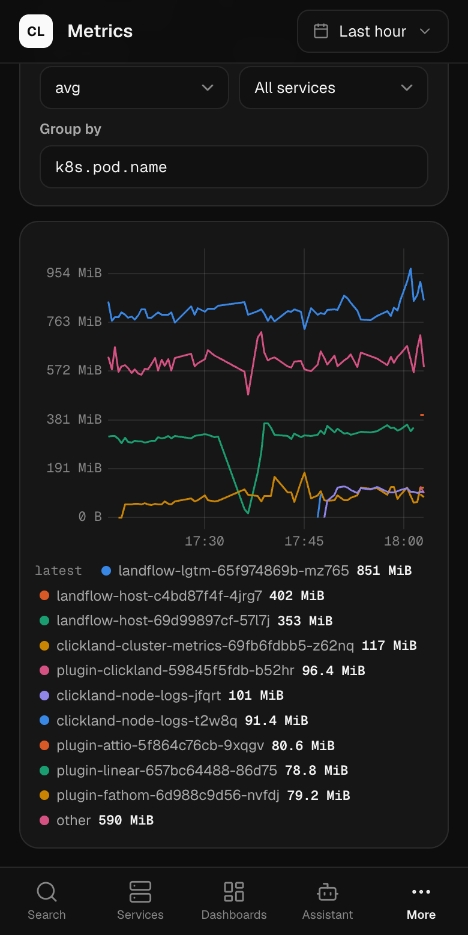 CL Metrics Last hour
avg All services
Group by
k8s.pod.name
954 MiB
763 MiB
572 MiB
381 MiB
191 MiB
0 B
17:30 17:45 18:00
latest landflow-lgtm-65f974869b-mz765 851 MiB
landflow-host-c4bd87f4f-4jrg7 402 MiB
landflow-host-69d99897cf-57l7j 353 MiB
clickland-cluster-metrics-69fb6fdbb5-z62nq 117 MiB
plugin-clickland-59845f5fdb-b52hr 96.4 MiB
clickland-node-logs-jfqrt 101 MiB
clickland-node-logs-t2w8q 91.4 MiB
plugin-attio-5f864c76cb-9xqgv 80.6 MiB
plugin-linear-657bc64488-86d75 78.8 MiB
plugin-fathom-6d988c9d56-nvfdj 79.2 MiB
other 590 MiB
Search Services Dashboards Assistant More